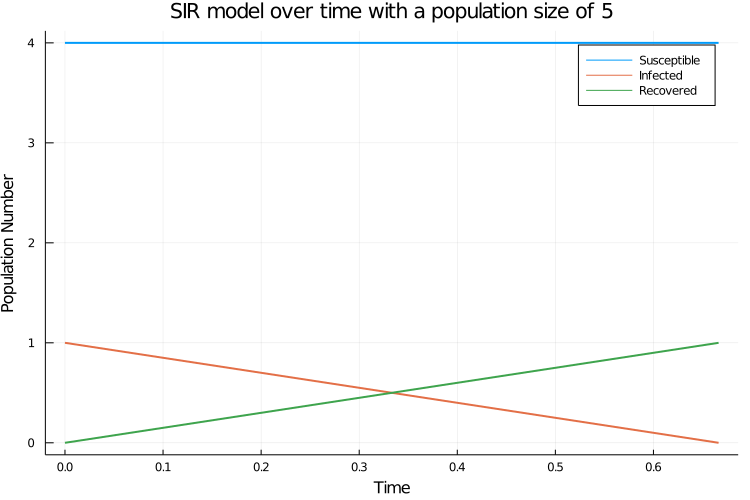 SIR model over time with a population size of 5
Population Number
4
3
2
1
0
Susceptible
Infected
Recovered
0.0 0.1 0.2 0.3 0.4 0.5 0.6
Time